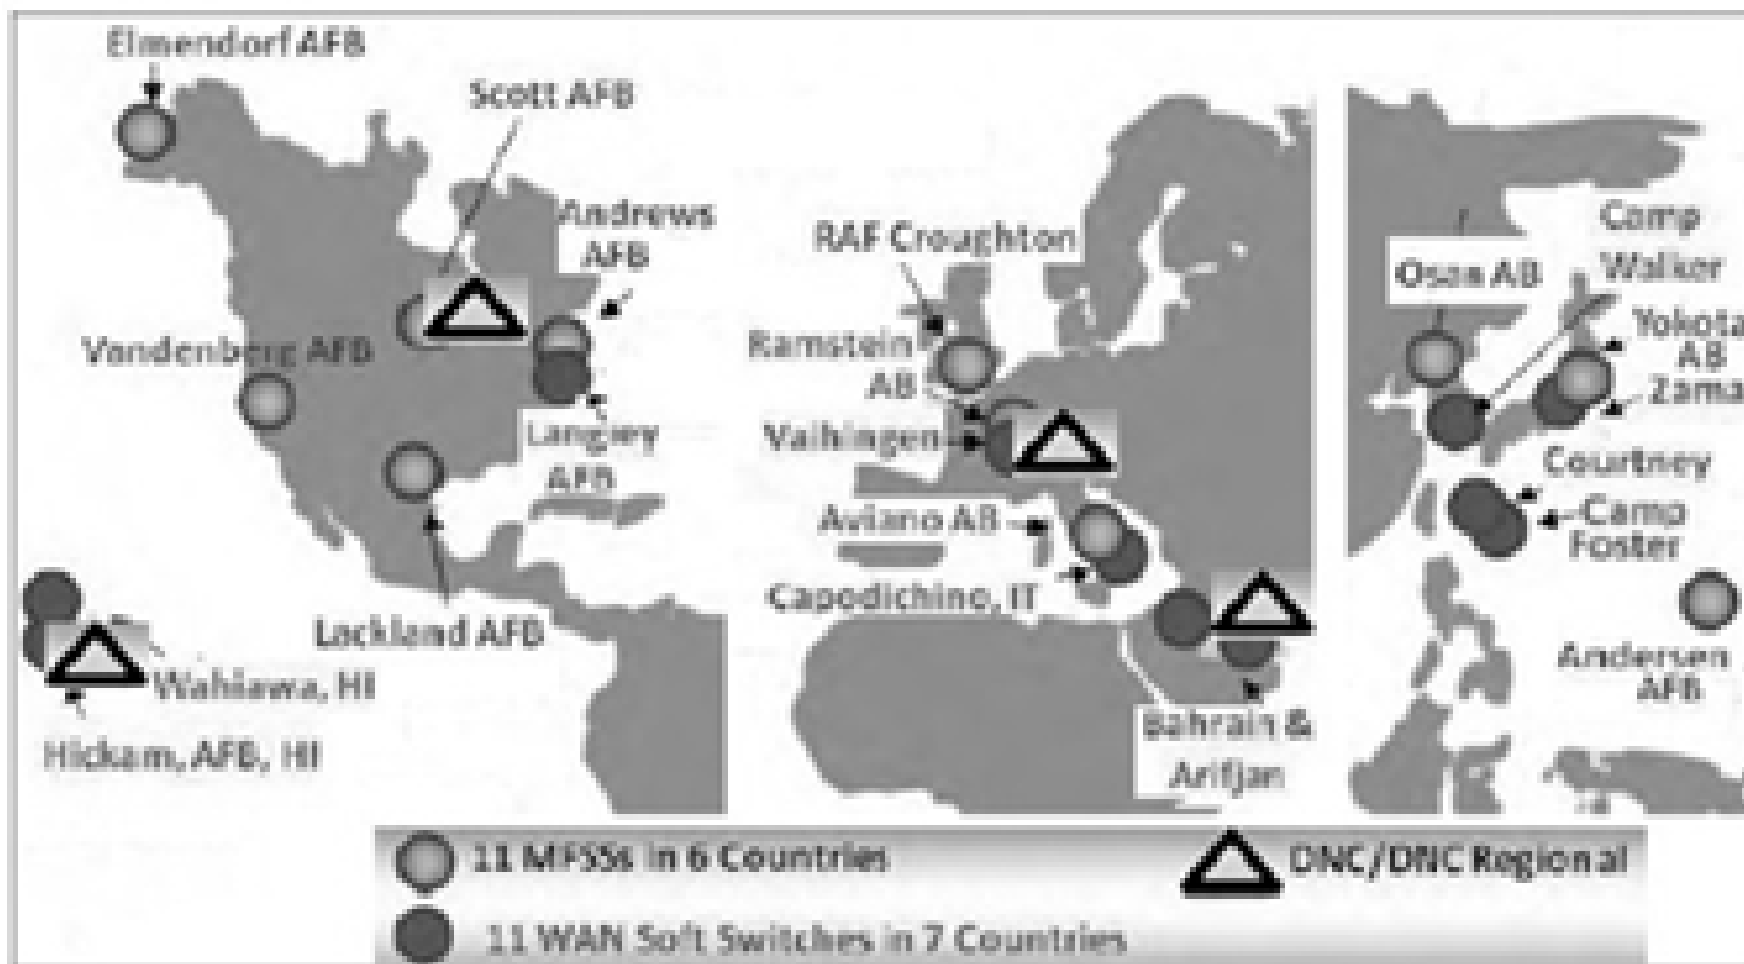 Elmendorf AFB
Scott AFB
Andrews
AFB
Vandenberg AFB
Langley
AFB
Lackland AFB
Wahiawa, HI
Hickam, AFB, HI
RAF Croughton
Ramstein
AB
Vaihingen
Aviano AB
Capodichino, IT
Bahrain &
Arifjan
Camp
Walker
Osan AB
Yokota
AB
Zama
Courtney
Camp
Foster
Andersen
AFB
11 MFSSs in 6 Countries
DNC/DNC Regional
11 WAN Soft Switches in 7 Countries